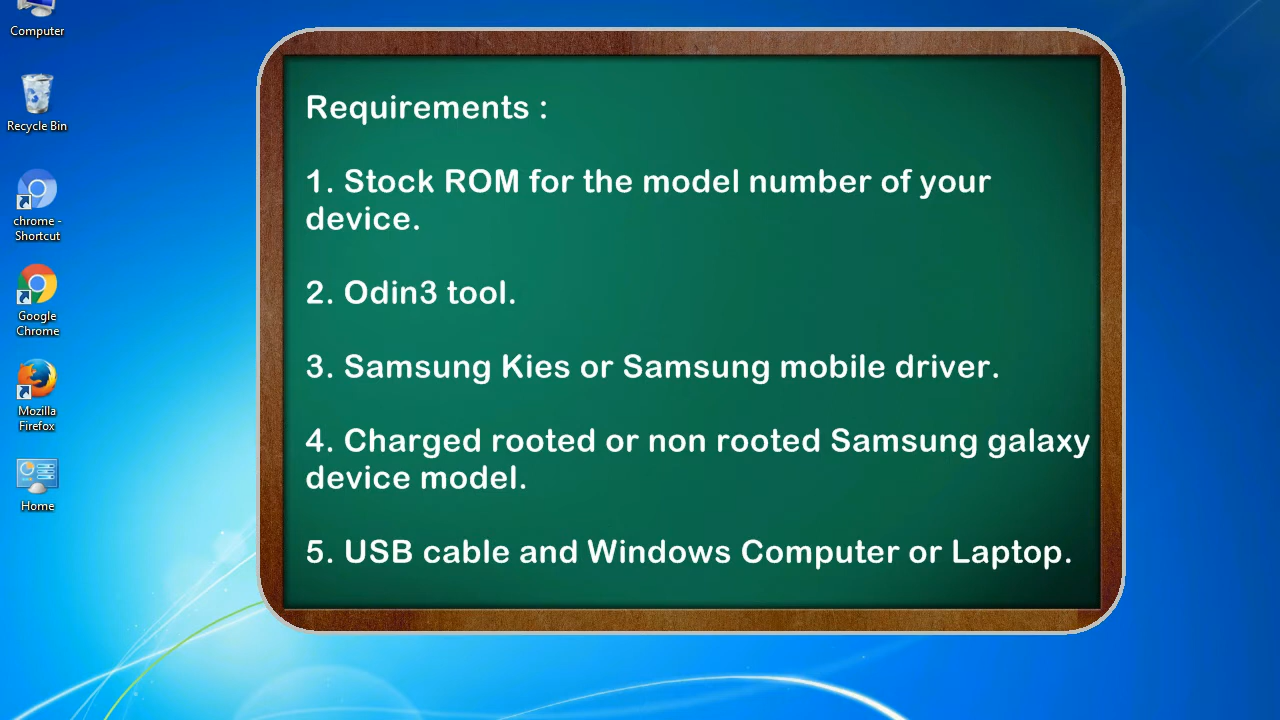 Computer
Recycle Bin
chrome -
Shortcut
Google
Chrome
Mozilla
Firefox
Home
Requirements :
1. Stock ROM for the model number of your
device.
2. Odin3 tool.
3. Samsung Kies or Samsung mobile driver.
4. Charged rooted or non rooted Samsung galaxy
device model.
5. USB cable and Windows Computer or Laptop.